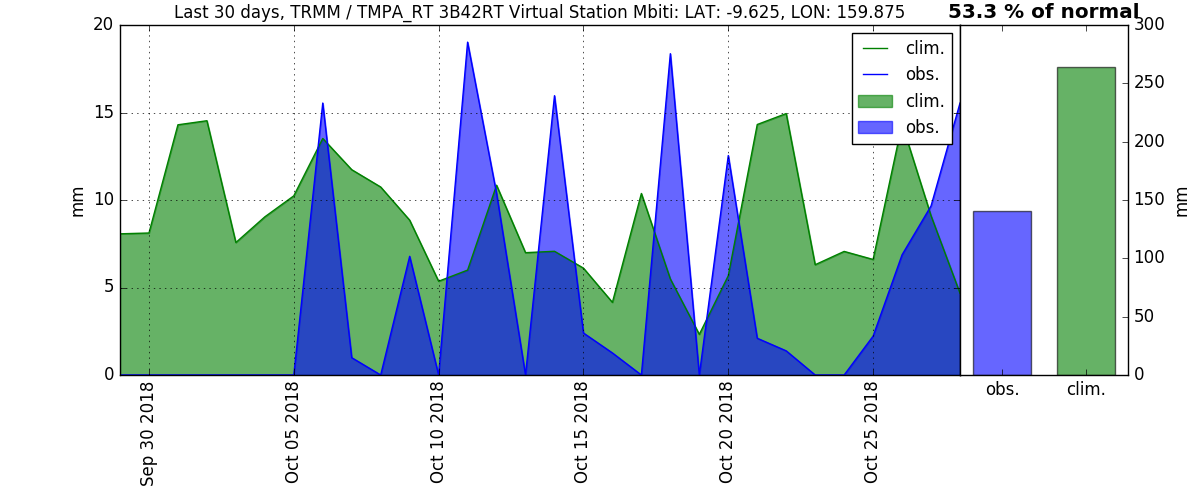 Last 30 days, TRMM / TMPA_RT 3B42RT Virtual Station Mbiti: LAT: -9.625, LON: 159.875
53.3 % of normal
20
15
10
5
0
mm
clim.
obs.
clim.
obs.
300
250
200
150
100
50
0
mm
Sep 30 2018
Oct 05 2018
Oct 10 2018
Oct 15 2018
Oct 20 2018
Oct 25 2018
obs.
clim.